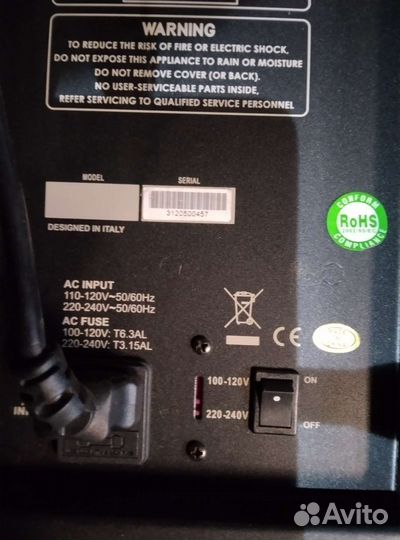 WARNING
TO REDUCE THE RISK OF FIRE OR ELECTRIC SHOCK,
DO NOT EXPOSE THIS APPLIANCE TO RAIN OR MOISTURE
DO NOT REMOVE COVER (OR BACK).
NO USER-SERVICEABLE PARTS INSIDE,
REFER SERVICING TO QUALIFIED SERVICE PERSONNEL
MODEL
SERIAL
3120500457
DESIGNED IN ITALY
CONFORM
RoHS
COMPLIANCE
AC INPUT
110-120V~50/60Hz
220-240V~50/60Hz
AC FUSE
100-120V: T6.3AL
220-240V: T3.15AL
CE
100-120V
220-240V
ON
OFF
Avito